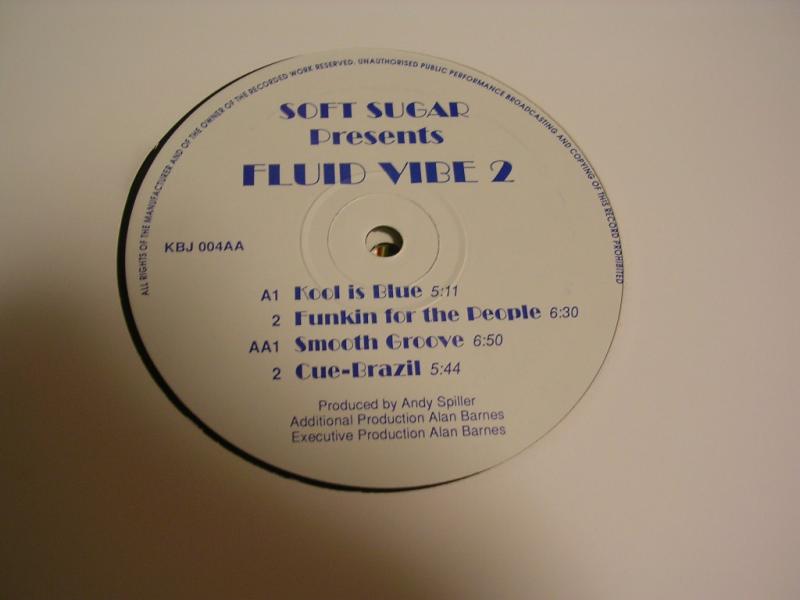 ALL RIGHTS OF THE MANUFACTURER AND OF THE OWNER OF THE RECORDED WORK RESERVED. UNAUTHORISED PUBLIC PERFORMANCE BROADCASTING AND COPYING OF THIS RECORD PROHIBITED
SOFT SUGAR
Presents
FLUID VIBE 2
KBJ 004AA
A1 Kool is Blue 5:11
2 Funkin for the People 6:30
AA1 Smooth Groove 6:50
2 Cue-Brazil 5:44
Produced by Andy Spiller
Additional Production Alan Barnes
Executive Production Alan Barnes